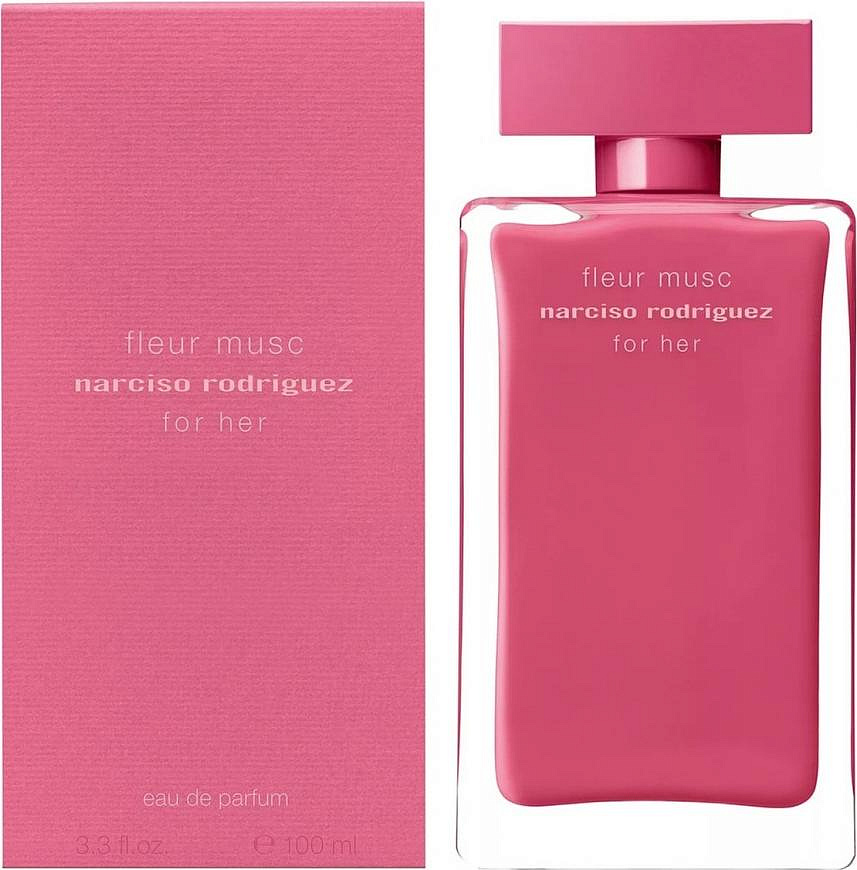 fleur musc
narciso rodriguez
for her
eau de parfum
3.3 fl.oz. e 100 ml
fleur musc
narciso rodriguez
for her